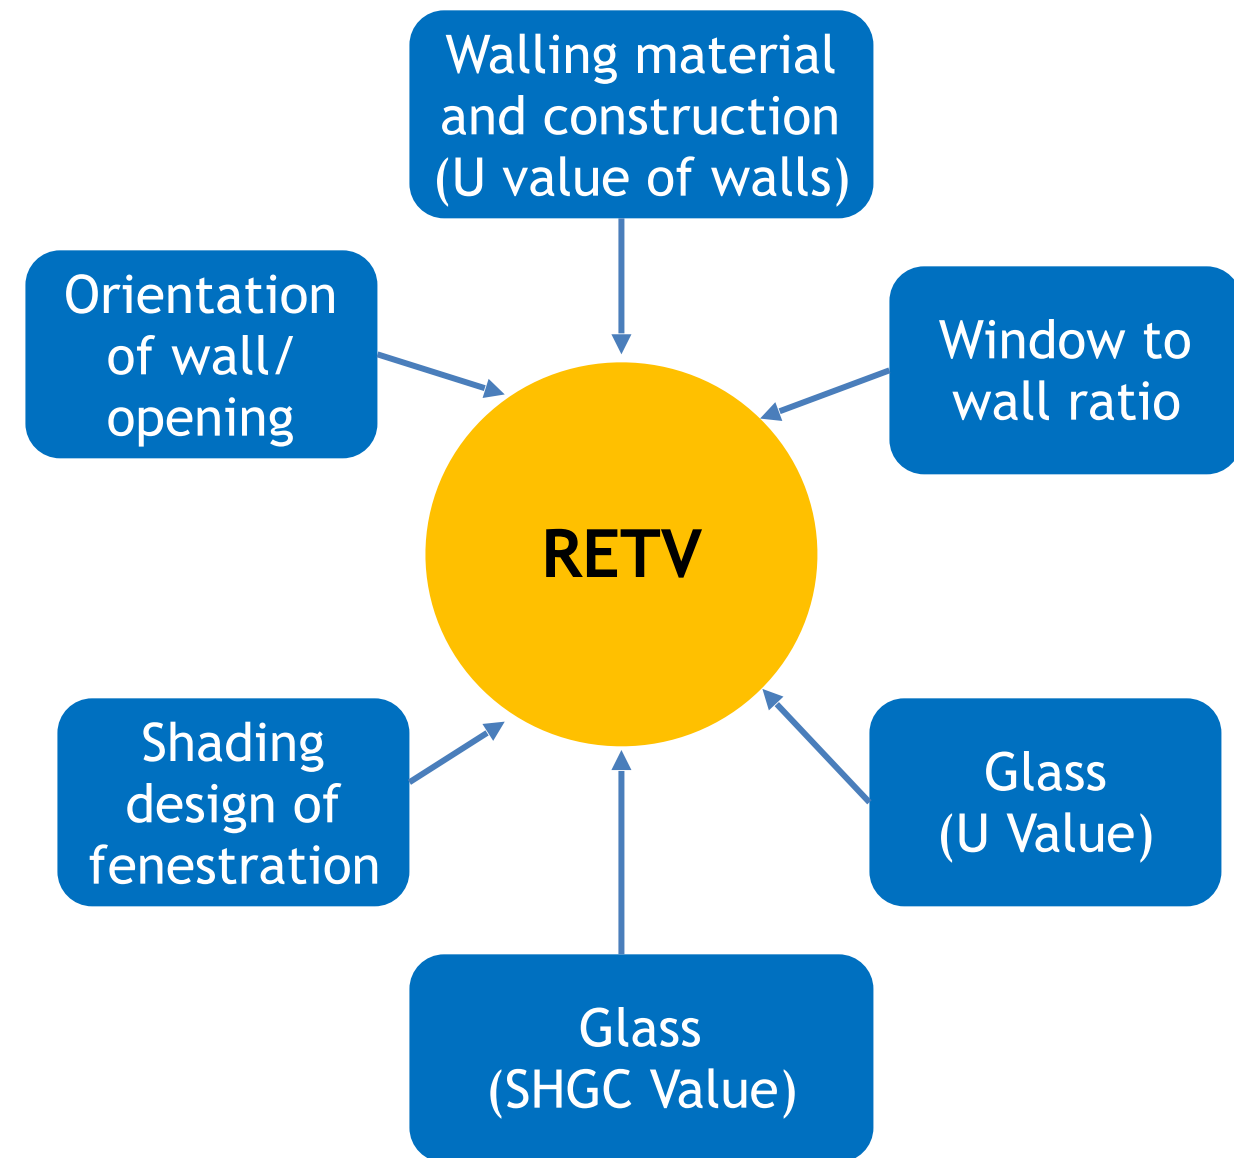 Walling material
and construction
(U value of walls)
Orientation
of wall/
opening
Window to
wall ratio
RETV
Shading
design of
fenestration
Glass
(U Value)
Glass
(SHGC Value)